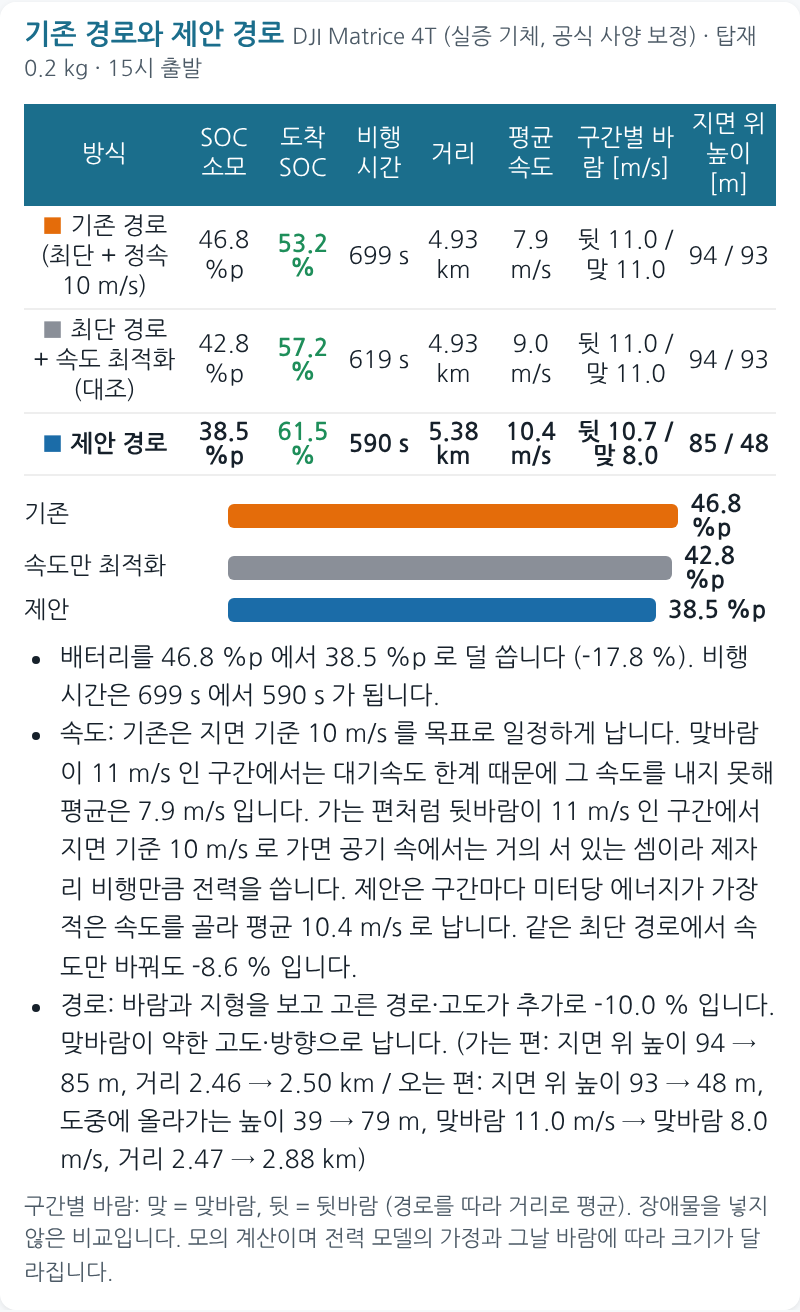 기존 경로와 제안 경로 DJI Matrice 4T (실증 기체, 공식 사양 보정) · 탑재
0.2 kg · 15시 출발
방식 SOC 소모 도착 SOC 비행 시간 거리 평균 속도 구간별 바람 [m/s] 지면 위 높이 [m]
기존 경로 (최단 + 정속 10 m/s) 46.8 %p 53.2 % 699 s 4.93 km 7.9 m/s 뒷 11.0 / 맞 11.0 94 / 93
최단 경로 + 속도 최적화 (대조) 42.8 %p 57.2 % 619 s 4.93 km 9.0 m/s 뒷 11.0 / 맞 11.0 94 / 93
제안 경로 38.5 %p 61.5 % 590 s 5.38 km 10.4 m/s 뒷 10.7 / 맞 8.0 85 / 48
기존 46.8 %p
속도만 최적화 42.8 %p
제안 38.5 %p
• 배터리를 46.8 %p 에서 38.5 %p 로 덜 씁니다 (-17.8 %). 비행
시간은 699 s 에서 590 s 가 됩니다.
• 속도: 기존은 지면 기준 10 m/s 를 목표로 일정하게 납니다. 맞바람
이 11 m/s 인 구간에서는 대기속도 한계 때문에 그 속도를 내지 못해
평균은 7.9 m/s 입니다. 가는 편처럼 뒷바람이 11 m/s 인 구간에서
지면 기준 10 m/s 로 가면 공기 속에서는 거의 서 있는 셈이라 제자
리 비행만큼 전력을 씁니다. 제안은 구간마다 미터당 에너지가 가장
적은 속도를 골라 평균 10.4 m/s 로 납니다. 같은 최단 경로에서 속
도만 바꿔도 -8.6 % 입니다.
• 경로: 바람과 지형을 보고 고른 경로·고도가 추가로 -10.0 % 입니다.
맞바람이 약한 고도·방향으로 납니다. (가는 편: 지면 위 높이 94 →
85 m, 거리 2.46 → 2.50 km / 오는 편: 지면 위 높이 93 → 48 m,
도중에 올라가는 높이 39 → 79 m, 맞바람 11.0 m/s → 맞바람 8.0
m/s, 거리 2.47 → 2.88 km)
구간별 바람: 맞 = 맞바람, 뒷 = 뒷바람 (경로를 따라 거리로 평균). 장애물을 넣지
않은 비교입니다. 모의 계산이며 전력 모델의 가정과 그날 바람에 따라 크기가 달
라집니다.